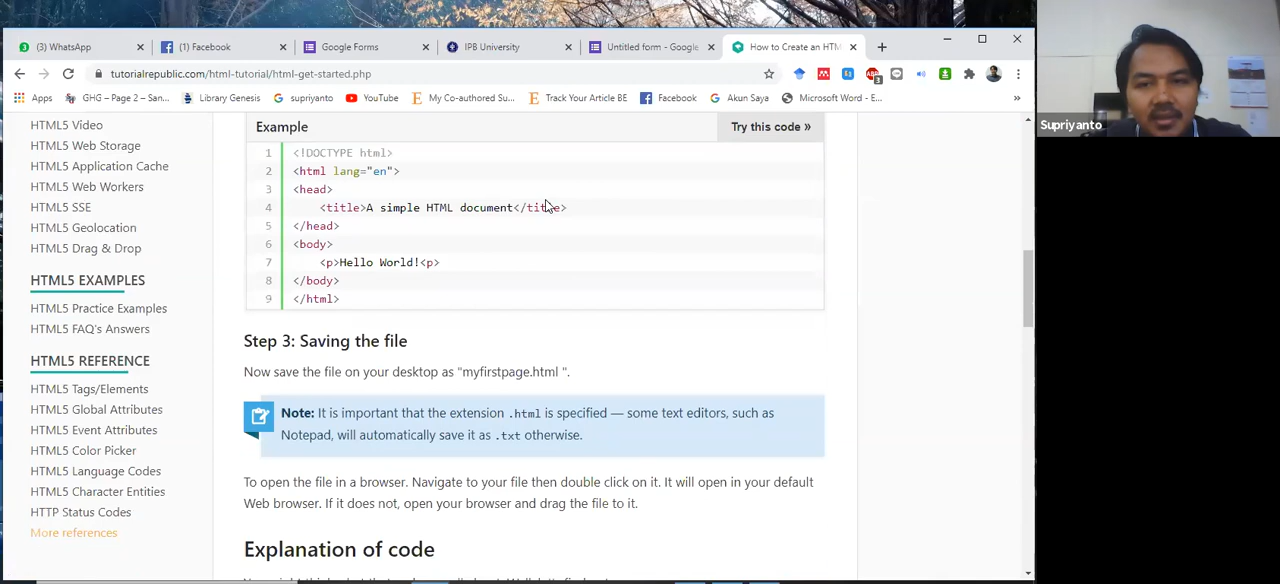 (3) WhatsApp
(1) Facebook
Google Forms
IPB University
Untitled form - Google
How to Create an HTM
tutorialrepublic.com/html-tutorial/html-get-started.php
Apps
GHG – Page 2 – San...
Library Genesis
supriyanto
YouTube
My Co-authored Su...
Track Your Article BE
Facebook
Akun Saya
Microsoft Word - E...
»
Supriyanto
HTML5 Video
HTML5 Web Storage
HTML5 Application Cache
HTML5 Web Workers
HTML5 SSE
HTML5 Geolocation
HTML5 Drag & Drop
HTML5 EXAMPLES
HTML5 Practice Examples
HTML5 FAQ's Answers
HTML5 REFERENCE
HTML5 Tags/Elements
HTML5 Global Attributes
HTML5 Event Attributes
HTML5 Color Picker
HTML5 Language Codes
HTML5 Character Entities
HTTP Status Codes
More references
Example
Try this code »
1 <!DOCTYPE html>
2 <html lang="en">
3 <head>
4 <title>A simple HTML document</title>
5 </head>
6 <body>
7 <p>Hello World!<p>
8 </body>
9 </html>
Step 3: Saving the file
Now save the file on your desktop as "myfirstpage.html ".
Note: It is important that the extension .html is specified — some text editors, such as
Notepad, will automatically save it as .txt otherwise.
To open the file in a browser. Navigate to your file then double click on it. It will open in your default
Web browser. If it does not, open your browser and drag the file to it.
Explanation of code